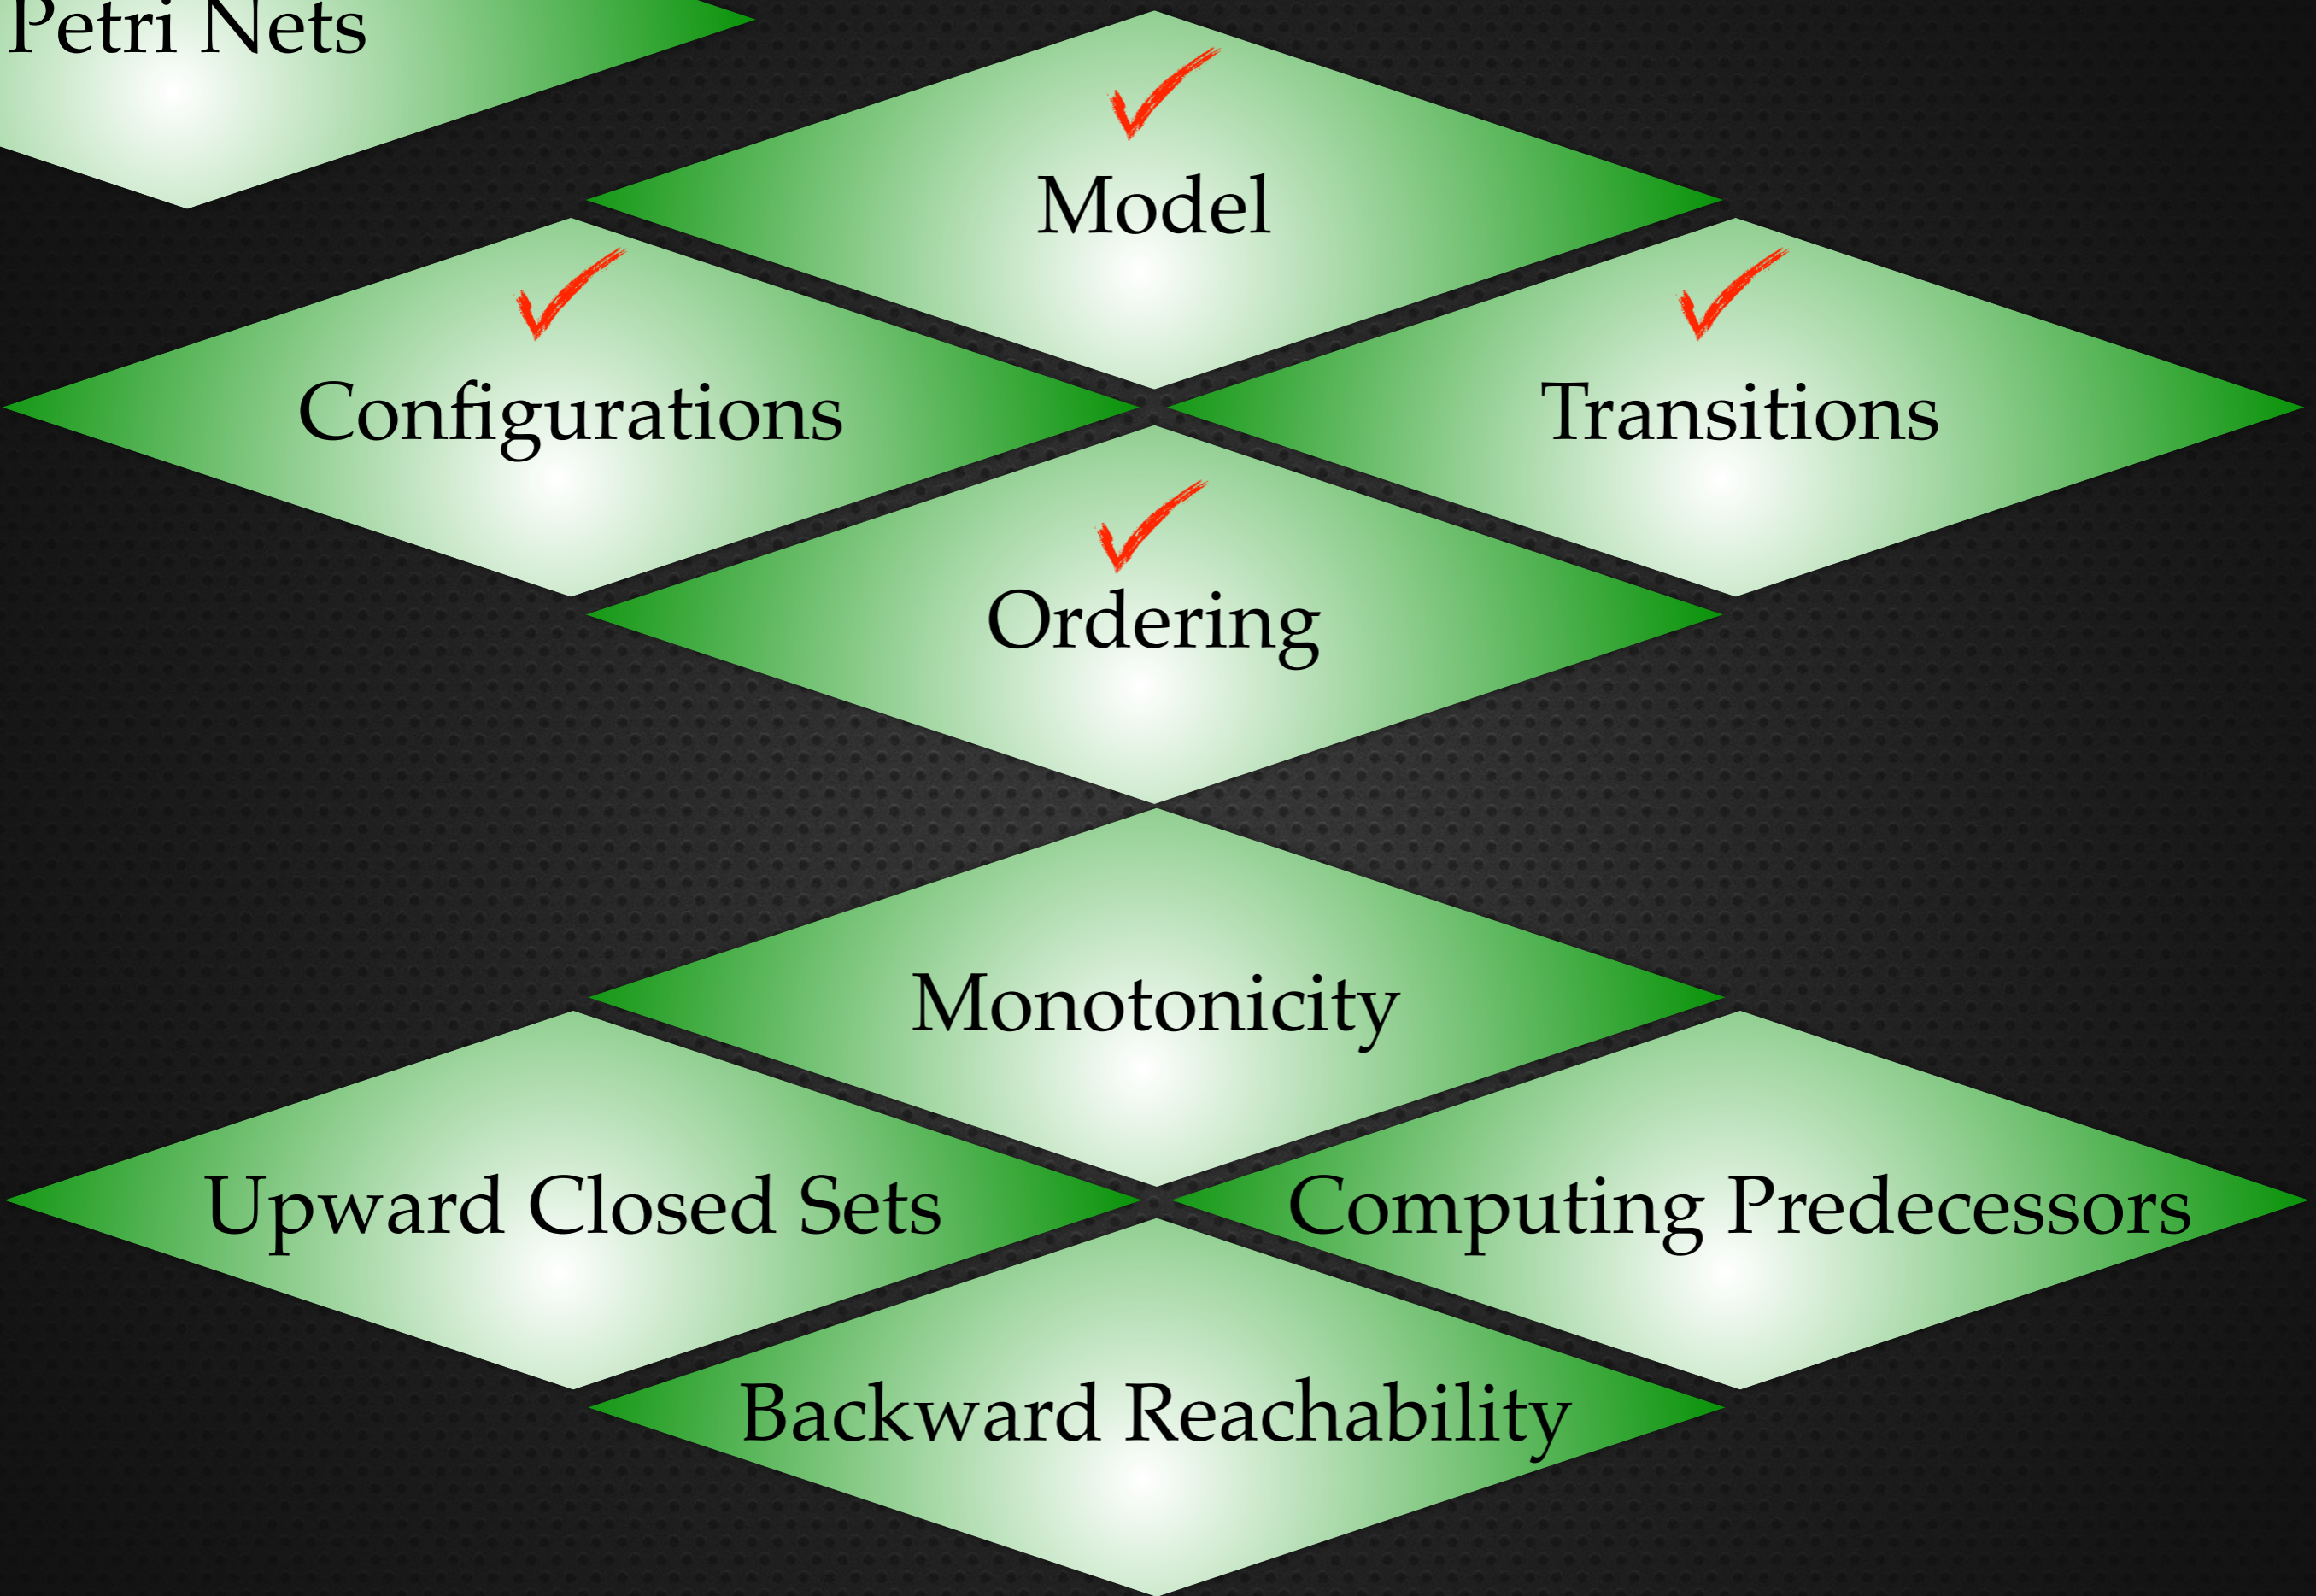 Petri Nets
Model
Configurations
Transitions
Ordering
Monotonicity
Upward Closed Sets
Computing Predecessors
Backward Reachability